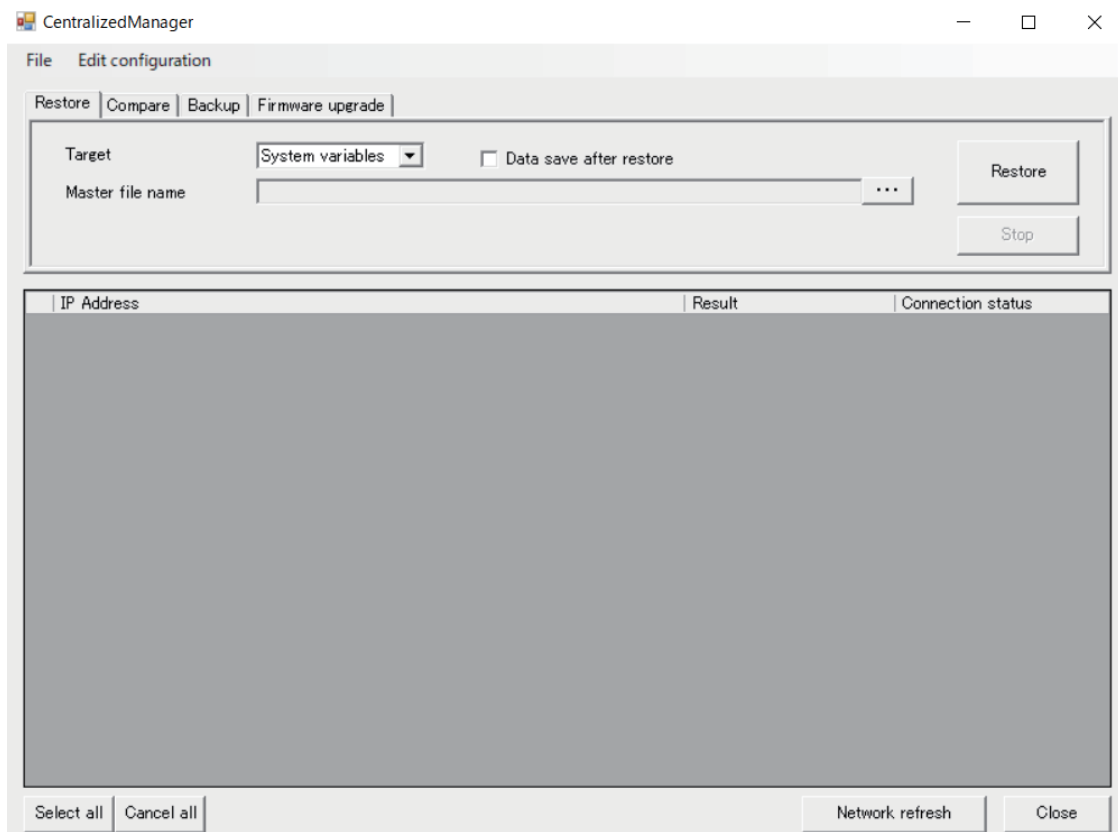 CentralizedManager
File Edit configuration
Restore Compare Backup Firmware upgrade
Target System variables Data save after restore Restore
Master file name ...
Stop
IP Address Result Connection status
Select all Cancel all Network refresh Close